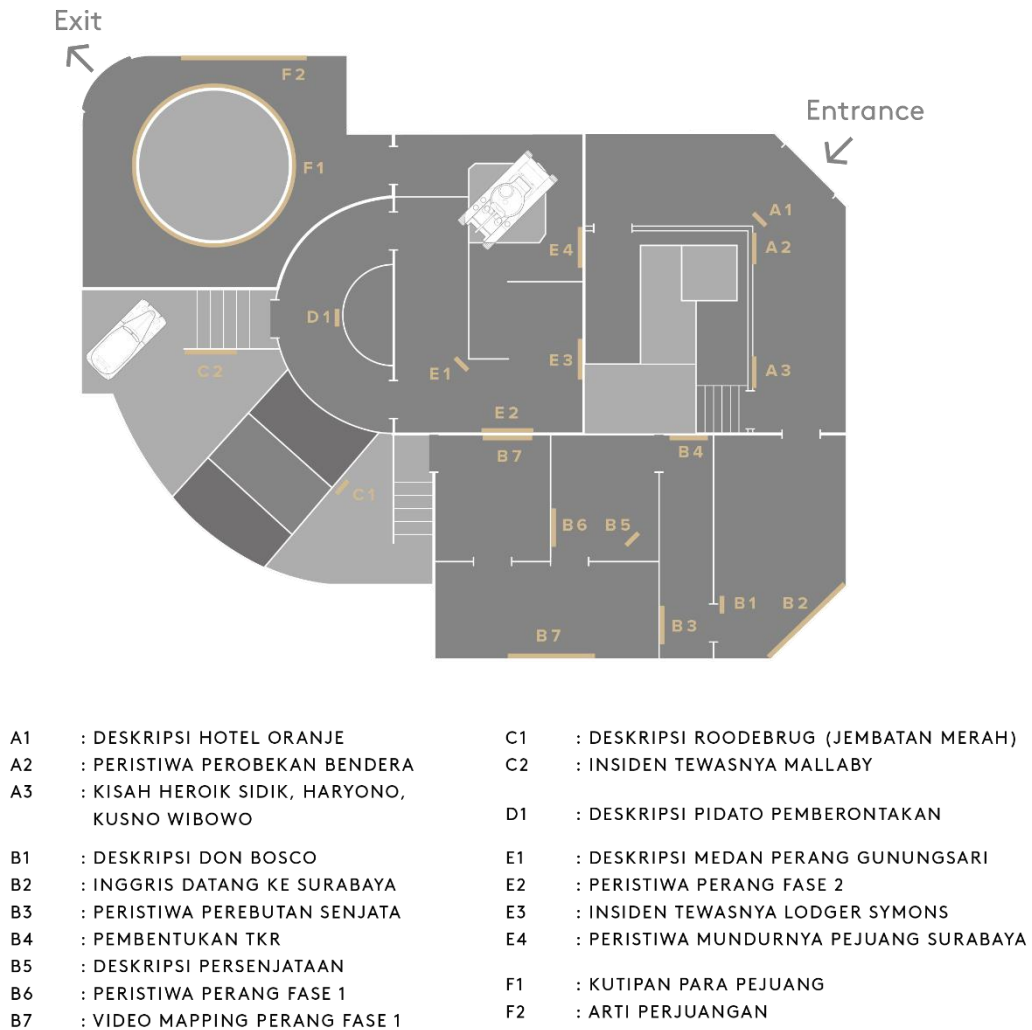 Exit
F2
Entrance
F1
A1
A2
E4
D1
E3
A3
E1
C2
E2
B7
B4
C1
B6 B5
B1 B2
B3
B7
A1 : DESKRIPSI HOTEL ORANJE
A2 : PERISTIWA PEROBEKAN BENDERA
A3 : KISAH HEROIK SIDIK, HARYONO,
KUSNO WIBOWO
B1 : DESKRIPSI DON BOSCO
B2 : INGGRIS DATANG KE SURABAYA
B3 : PERISTIWA PEREBUTAN SENJATA
B4 : PEMBENTUKAN TKR
B5 : DESKRIPSI PERSENJATAAN
B6 : PERISTIWA PERANG FASE 1
B7 : VIDEO MAPPING PERANG FASE 1
C1 : DESKRIPSI ROODEBRUG (JEMBATAN MERAH)
C2 : INSIDEN TEWASNYA MALLABY
D1 : DESKRIPSI PIDATO PEMBERONTAKAN
E1 : DESKRIPSI MEDAN PERANG GUNUNGSARI
E2 : PERISTIWA PERANG FASE 2
E3 : INSIDEN TEWASNYA LODGER SYMONS
E4 : PERISTIWA MUNDURNYA PEJUANG SURABAYA
F1 : KUTIPAN PARA PEJUANG
F2 : ARTI PERJUANGAN